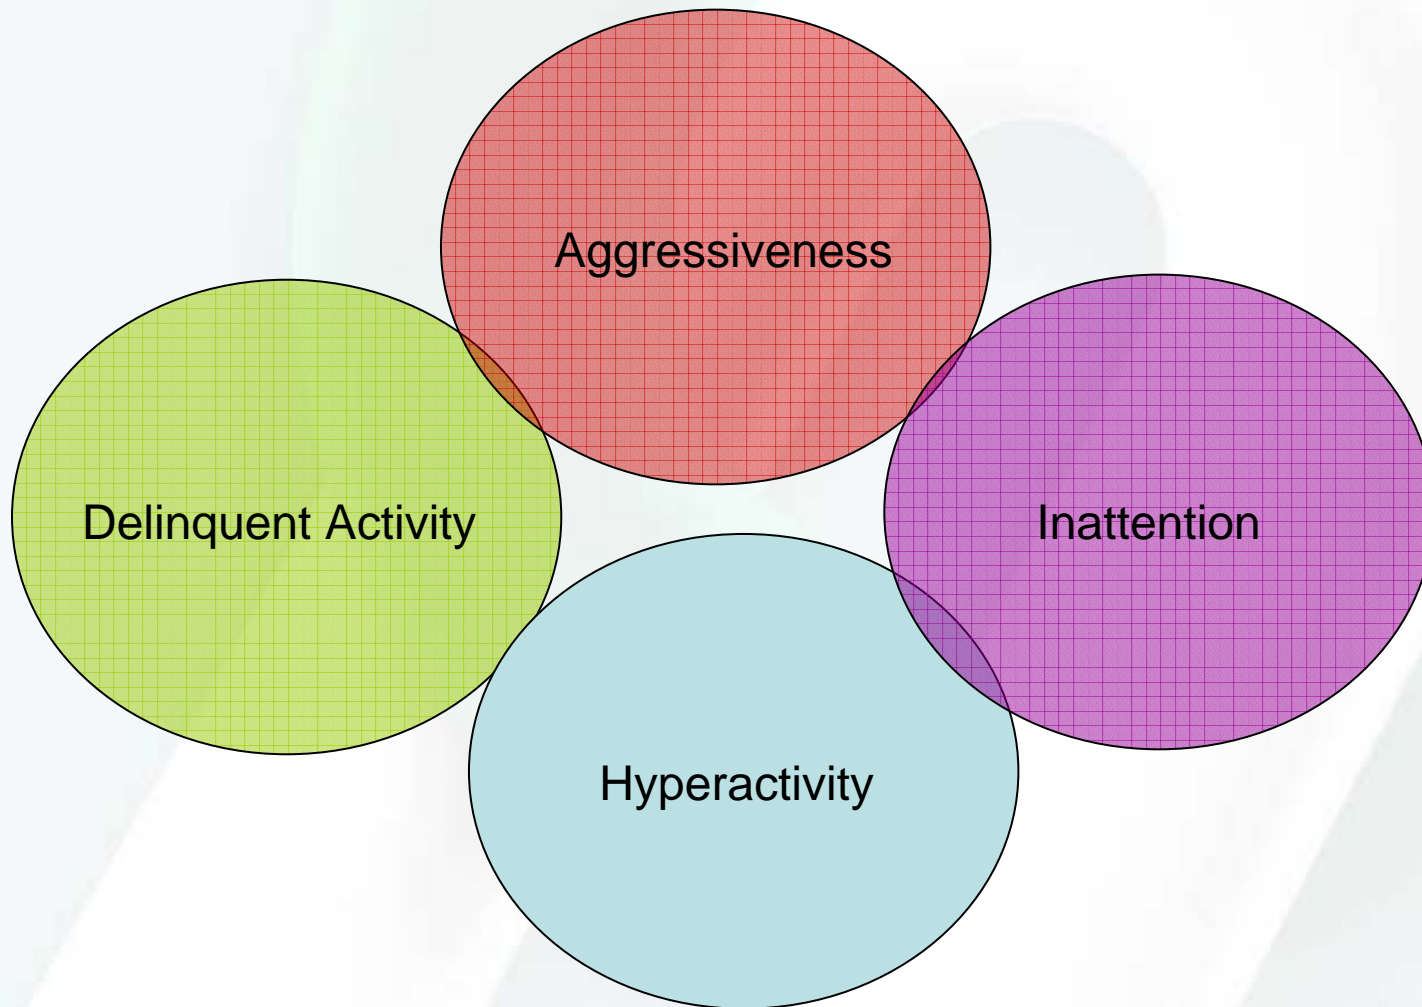 Aggressiveness
Delinquent Activity
Inattention
Hyperactivity